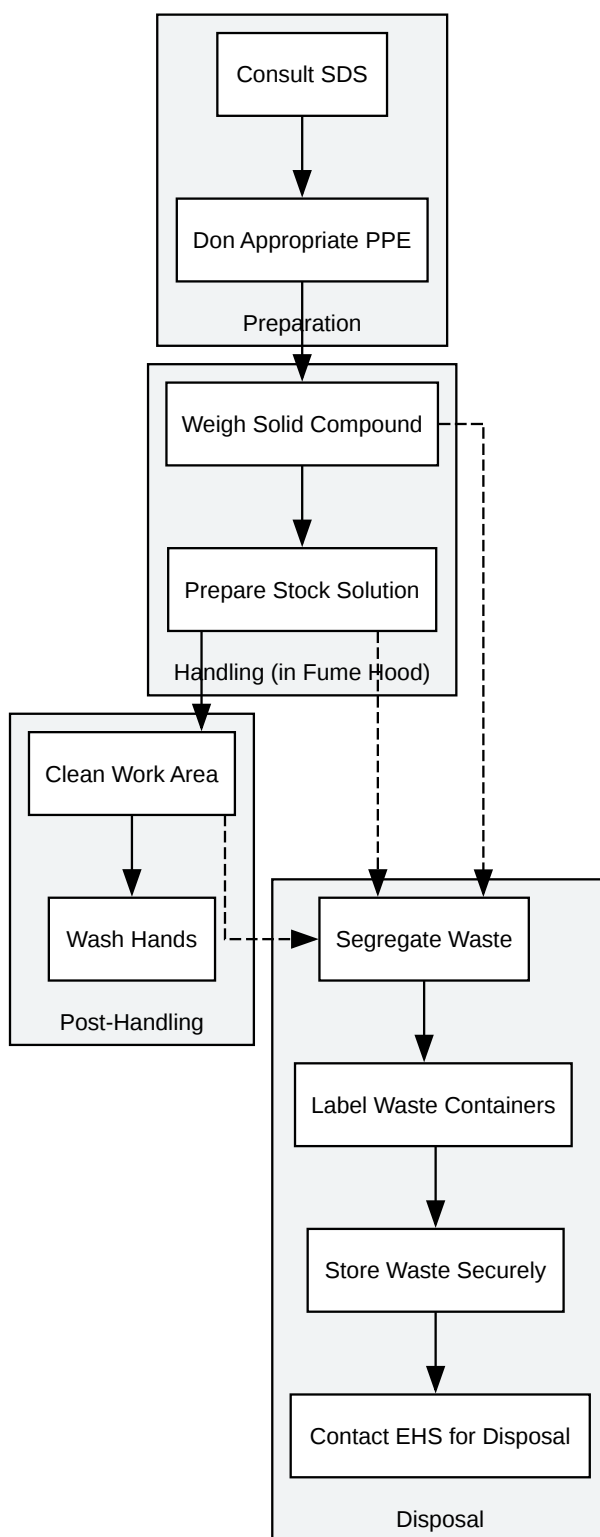 Consult SDS
Don Appropriate PPE
Preparation
Weigh Solid Compound
Prepare Stock Solution
Handling (in Fume Hood)
Clean Work Area
Wash Hands
Post-Handling
Segregate Waste
Label Waste Containers
Store Waste Securely
Contact EHS for Disposal
Disposal